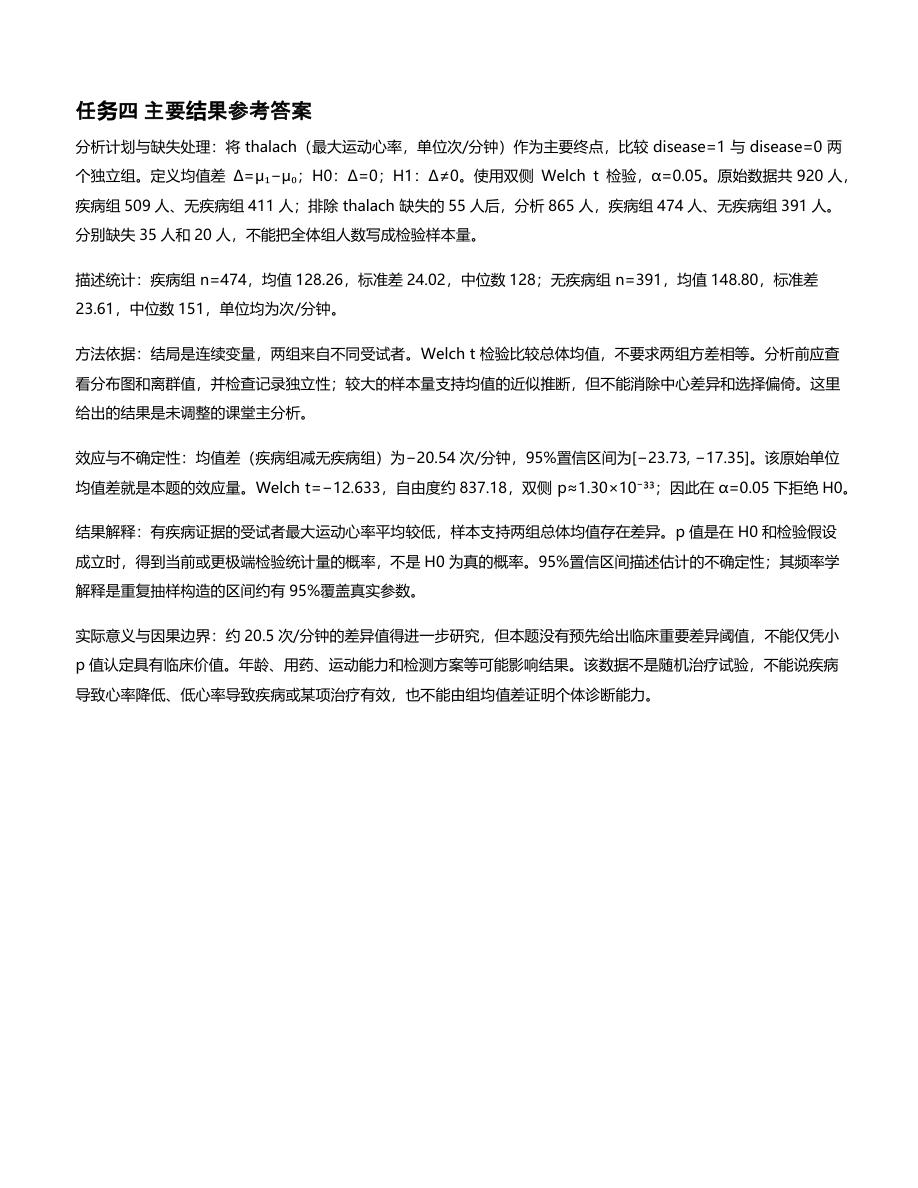 任务四 主要结果参考答案
分析计划与缺失处理：将 thalach（最大运动心率，单位次/分钟）作为主要终点，比较 disease=1 与 disease=0 两
个独立组。定义均值差 Δ=μ₁−μ₀；H0：Δ=0；H1：Δ≠0。使用双侧 Welch t 检验，α=0.05。原始数据共 920 人，
疾病组 509 人、无疾病组 411 人；排除 thalach 缺失的 55 人后，分析 865 人，疾病组 474 人、无疾病组 391 人。
分别缺失 35 人和 20 人，不能把全体组人数写成检验样本量。
描述统计：疾病组 n=474，均值 128.26，标准差 24.02，中位数 128；无疾病组 n=391，均值 148.80，标准差
23.61，中位数 151，单位均为次/分钟。
方法依据：结局是连续变量，两组来自不同受试者。Welch t 检验比较总体均值，不要求两组方差相等。分析前应查
看分布图和离群值，并检查记录独立性；较大的样本量支持均值的近似推断，但不能消除中心差异和选择偏倚。这里
给出的结果是未调整的课堂主分析。
效应与不确定性：均值差（疾病组减无疾病组）为−20.54 次/分钟，95%置信区间为[−23.73, −17.35]。该原始单位
均值差就是本题的效应量。Welch t=−12.633，自由度约 837.18，双侧 p≈1.30×10⁻³³；因此在 α=0.05 下拒绝 H0。
结果解释：有疾病证据的受试者最大运动心率平均较低，样本支持两组总体均值存在差异。p 值是在 H0 和检验假设
成立时，得到当前或更极端检验统计量的概率，不是 H0 为真的概率。95%置信区间描述估计的不确定性；其频率学
解释是重复抽样构造的区间约有 95%覆盖真实参数。
实际意义与因果边界：约 20.5 次/分钟的差异值得进一步研究，但本题没有预先给出临床重要差异阈值，不能仅凭小
p 值认定具有临床价值。年龄、用药、运动能力和检测方案等可能影响结果。该数据不是随机治疗试验，不能说疾病
导致心率降低、低心率导致疾病或某项治疗有效，也不能由组均值差证明个体诊断能力。